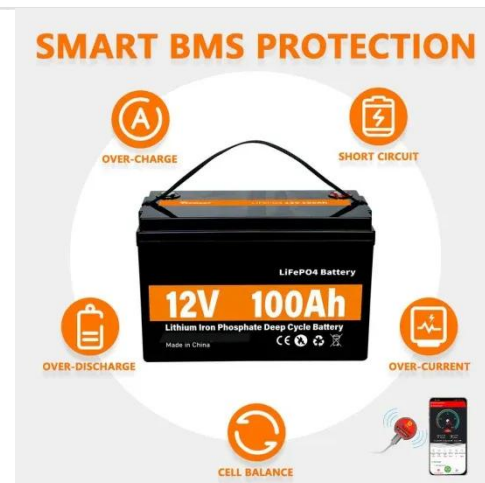 SMART BMS PROTECTION
OVER-CHARGE
SHORT CIRCUIT
LiFePO4 Battery
12V 100Ah
Lithium Iron Phosphate Deep Cycle Battery
Made in China
CE
OVER-DISCHARGE
OVER-CURRENT
CELL BALANCE